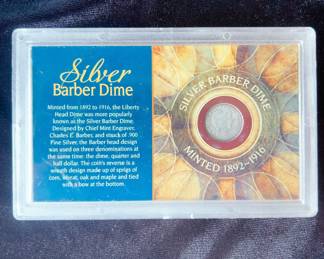 Silver
Barber Dime
Minted from 1892 to 1916, the Liberty
Head Dime was more popularly
known as the Silver Barber Dime.
Designed by Chief Mint Engraver,
Charles E. Barber, and struck of .900
Fine Silver, the Barber head design
was used on three denominations at
the same time: the dime, quarter and
half dollar. The coin's reverse is a
wreath design made up of sprigs of
corn, wheat, oak and maple and tied
with a bow at the bottom.
SILVER BARBER DIME
MINTED 1892-1916